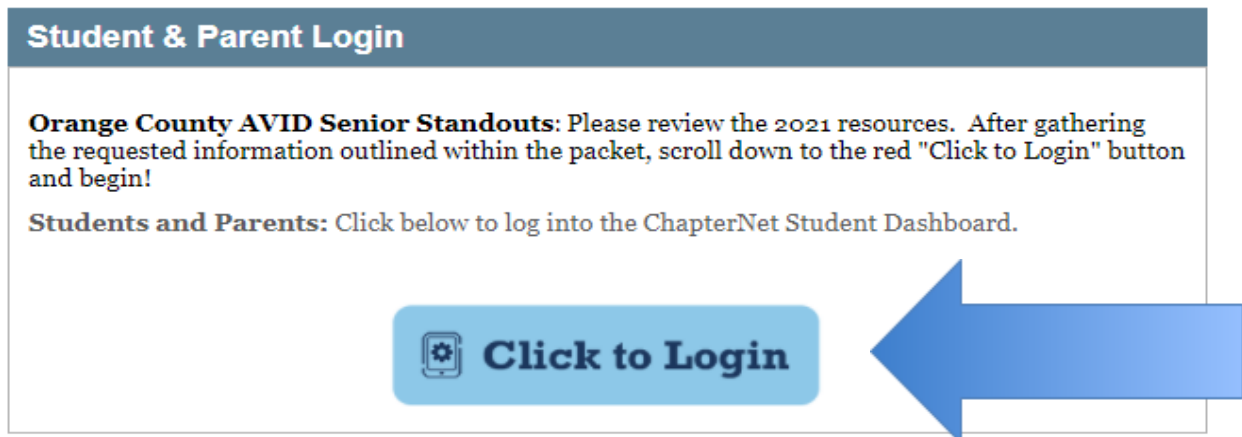 Student & Parent Login
Orange County AVID Senior Standouts: Please review the 2021 resources.  After gathering
the requested information outlined within the packet, scroll down to the red "Click to Login" button
and begin!
Students and Parents: Click below to log into the ChapterNet Student Dashboard.
Click to Login